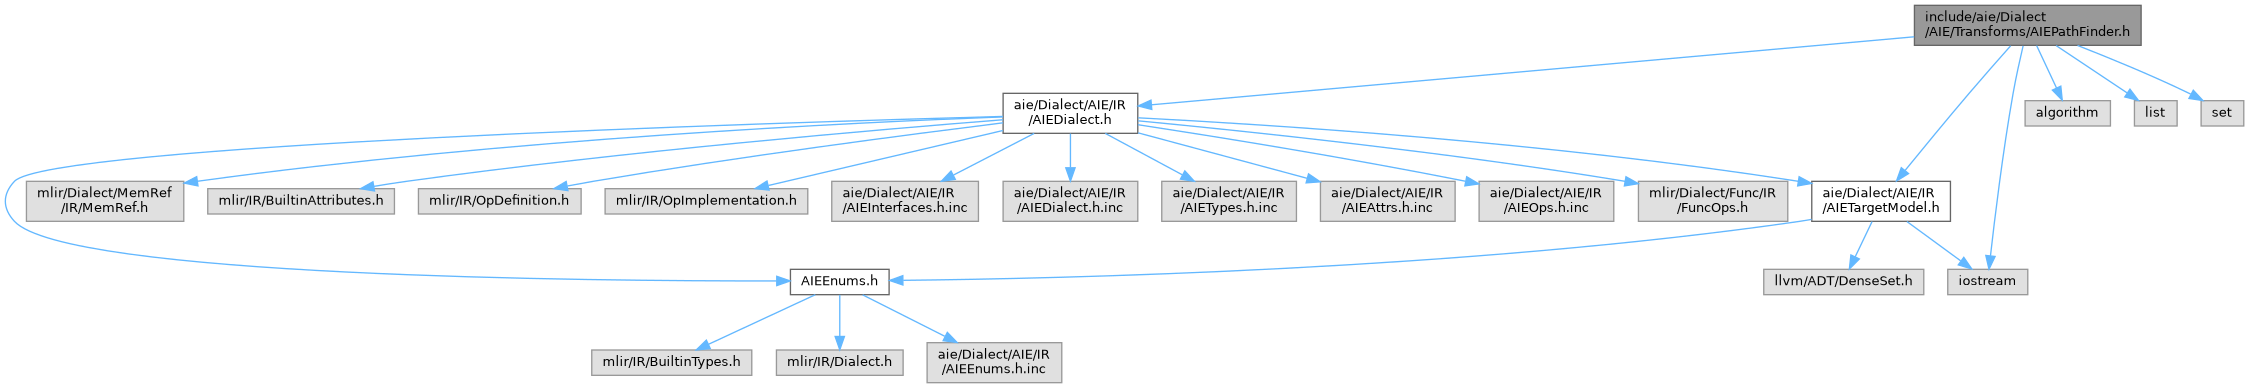 include/aie/Dialect
/AIE/Transforms/AIEPathFinder.h
aie/Dialect/AIE/IR
/AIEDialect.h
algorithm
list
set
mlir/Dialect/MemRef
/IR/MemRef.h
mlir/IR/BuiltinAttributes.h
mlir/IR/OpDefinition.h
mlir/IR/OpImplementation.h
aie/Dialect/AIE/IR
/AIEInterfaces.h.inc
aie/Dialect/AIE/IR
/AIEDialect.h.inc
aie/Dialect/AIE/IR
/AIETypes.h.inc
aie/Dialect/AIE/IR
/AIEAttrs.h.inc
aie/Dialect/AIE/IR
/AIEOps.h.inc
mlir/Dialect/Func/IR
/FuncOps.h
aie/Dialect/AIE/IR
/AIETargetModel.h
AIEEnums.h
llvm/ADT/DenseSet.h
iostream
mlir/IR/BuiltinTypes.h
mlir/IR/Dialect.h
aie/Dialect/AIE/IR
/AIEEnums.h.inc